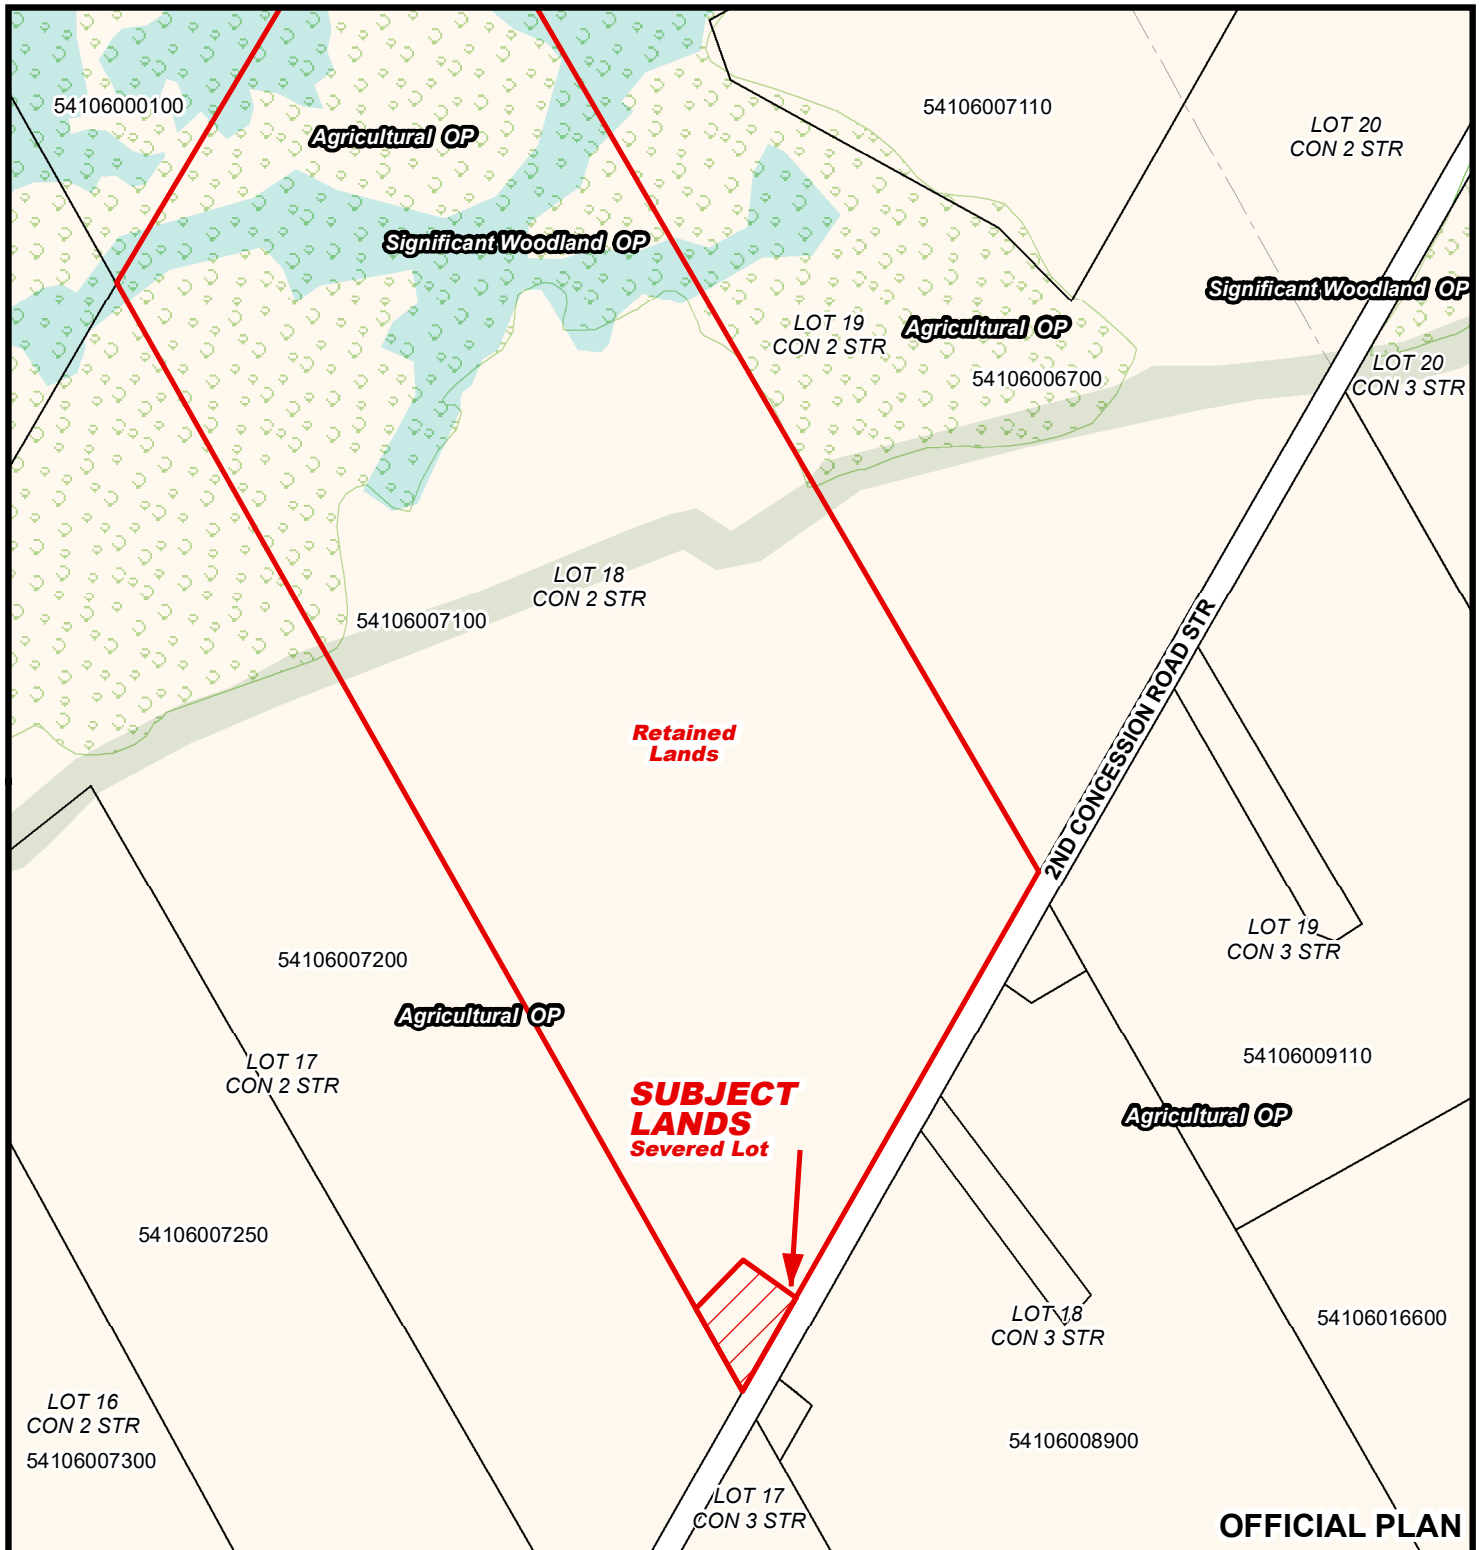 54106000100
Agricultural OP
54106007110
LOT 20
CON 2 STR
Significant Woodland OP
Significant Woodland OP
LOT 19
CON 2 STR
Agricultural OP
54106006700
LOT 20
CON 3 STR
LOT 18
CON 2 STR
54106007100
2ND CONCESSION ROAD STR
Retained
Lands
LOT 19
CON 3 STR
54106007200
Agricultural OP
54106009110
LOT 17
CON 2 STR
SUBJECT
LANDS
Severed Lot
Agricultural OP
54106007250
LOT 18
CON 3 STR
54106016600
LOT 16
CON 2 STR
54106007300
54106008900
LOT 17
CON 3 STR
OFFICIAL PLAN